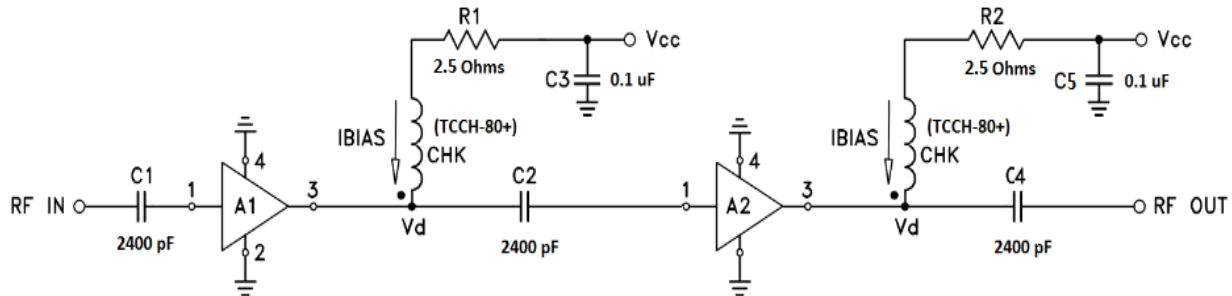 R1
2.5 Ohms
Vcc
C3
0.1 uF
R2
2.5 Ohms
Vcc
C5
0.1 uF
IBIAS
(TCCH-80+)
CHK
IBIAS
(TCCH-80+)
CHK
RF IN
C1
2400 pF
1
A1
4
2
3
Vd
C2
2400 pF
1
A2
4
3
Vd
C4
2400 pF
RF OUT